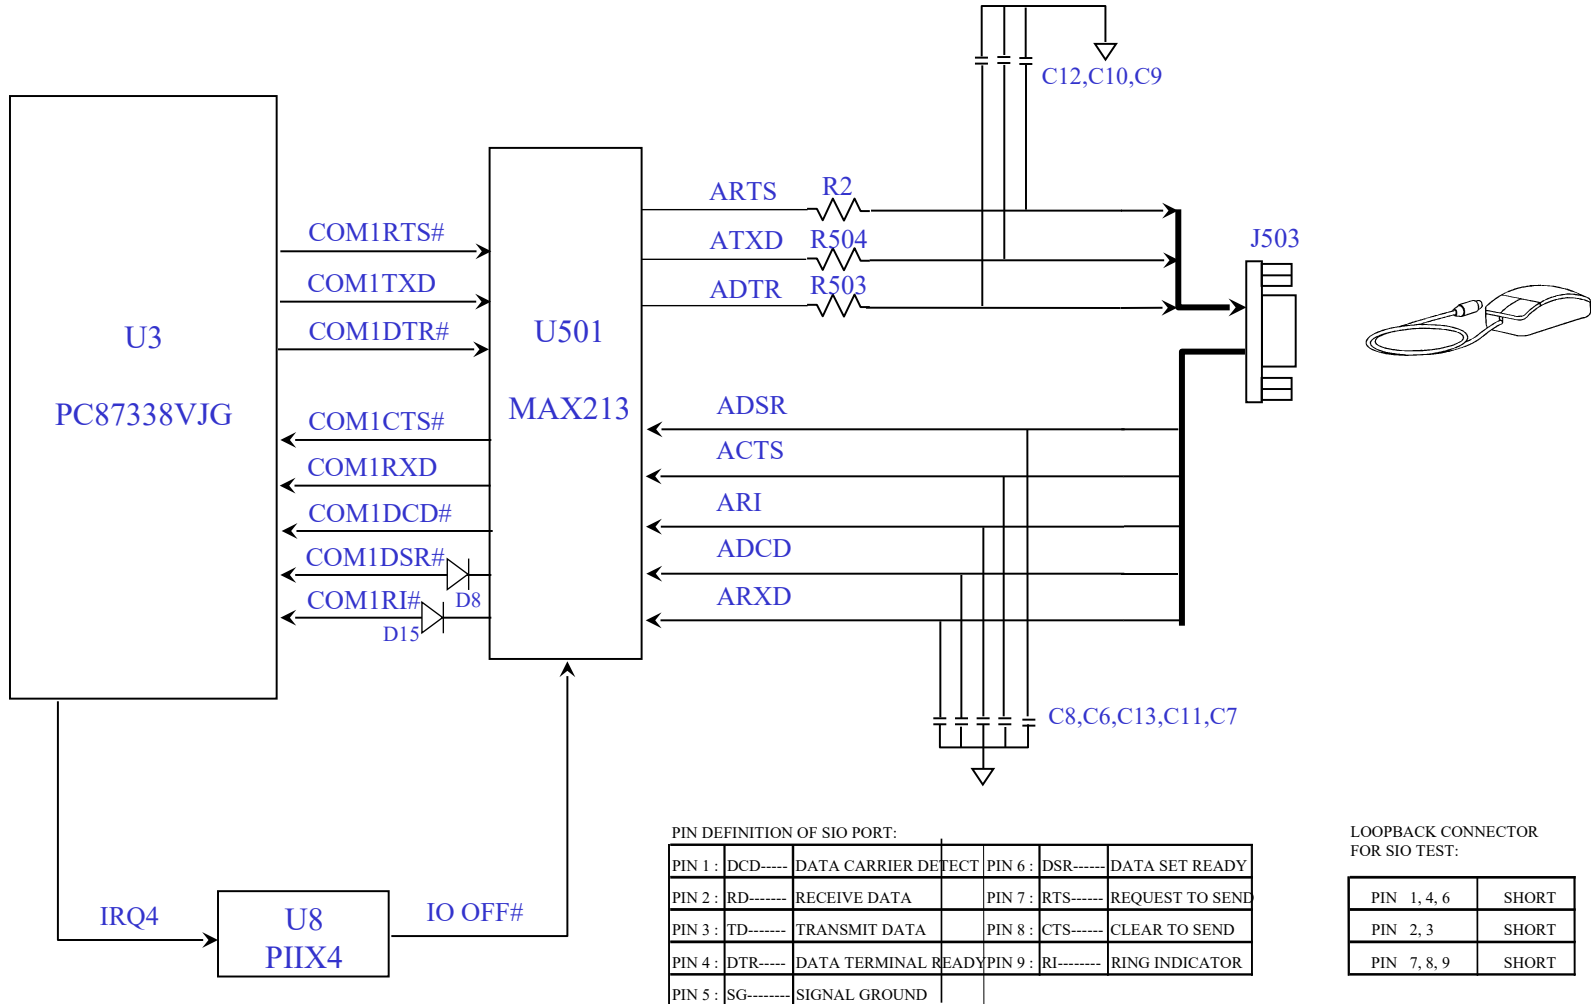 C12,C10,C9
U3
PC87338VJG
COM1RTS#
COM1TXD
COM1DTR#
COM1CTS#
COM1RXD
COM1DCD#
COM1DSR#
D8
COM1RI#
D15
U501
MAX213
ARTS
R2
ATXD
R504
ADTR
R503
J503
ADSR
ACTS
ARI
ADCD
ARXD
C8,C6,C13,C11,C7
IRQ4
U8
PIIX4
IO OFF#
PIN DEFINITION OF SIO PORT:
PIN 1 : DCD----- DATA CARRIER DETECT PIN 6 : DSR------ DATA SET READY
PIN 2 : RD------- RECEIVE DATA PIN 7 : RTS------ REQUEST TO SEND
PIN 3 : TD------- TRANSMIT DATA PIN 8 : CTS------ CLEAR TO SEND
PIN 4 : DTR----- DATA TERMINAL READY PIN 9 : RI-------- RING INDICATOR
PIN 5 : SG-------- SIGNAL GROUND
LOOPBACK CONNECTOR
FOR SIO TEST:
PIN 1, 4, 6 SHORT
PIN 2, 3 SHORT
PIN 7, 8, 9 SHORT